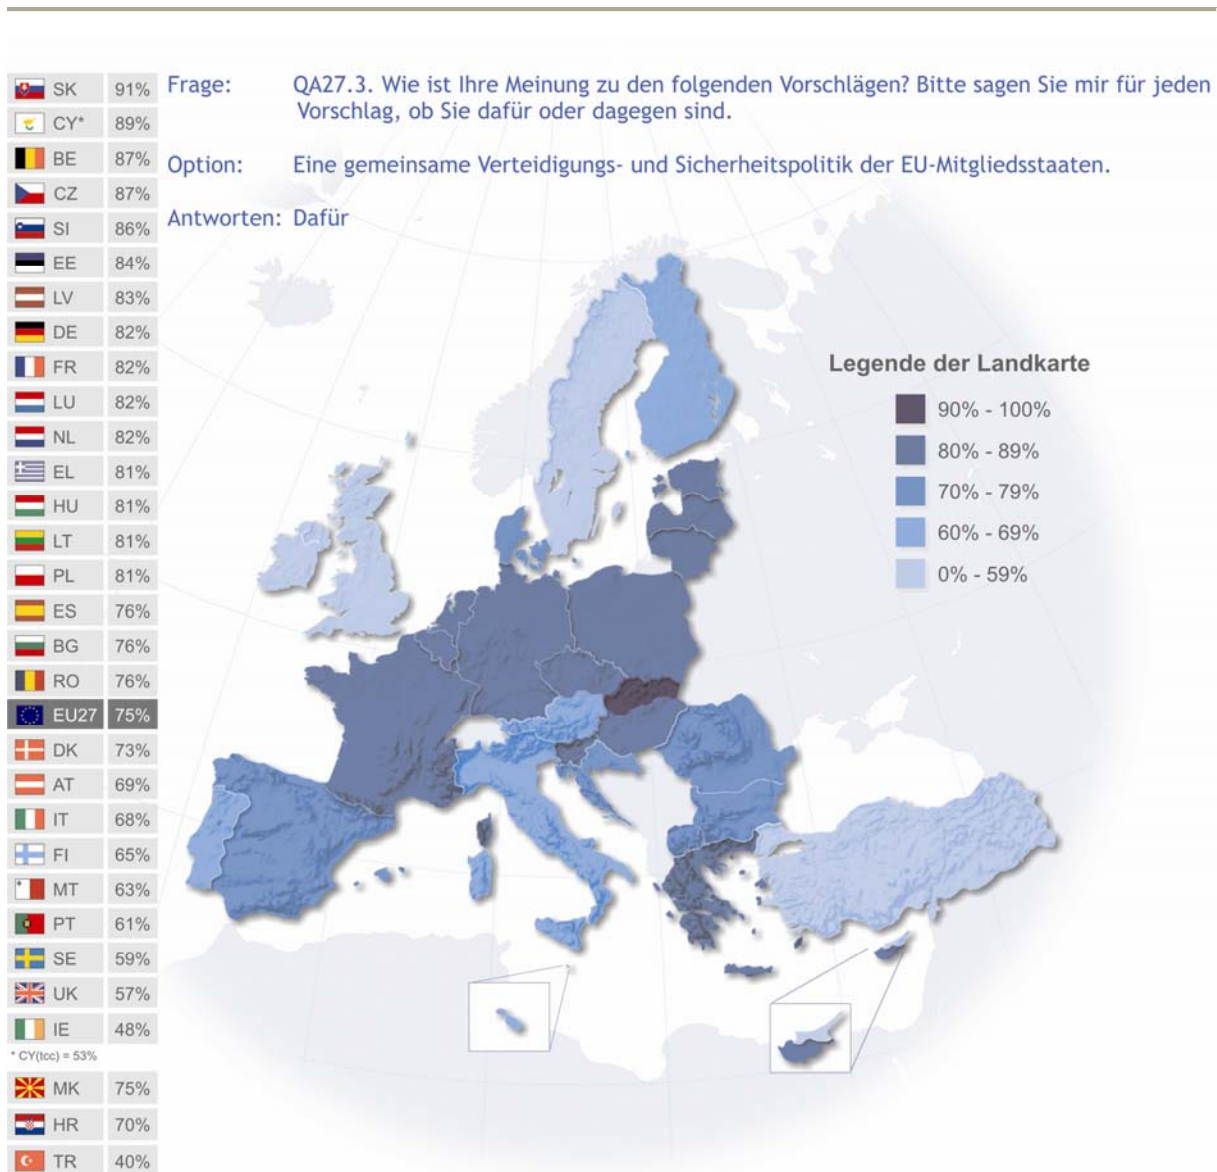 Frage: QA27.3. Wie ist Ihre Meinung zu den folgenden Vorschlägen? Bitte sagen Sie mir für jeden
Vorschlag, ob Sie dafür oder dagegen sind.
Option: Eine gemeinsame Verteidigungs- und Sicherheitspolitik der EU-Mitgliedsstaaten.
Antworten: Dafür
SK 91%
CY* 89%
BE 87%
CZ 87%
SI 86%
EE 84%
LV 83%
DE 82%
FR 82%
LU 82%
NL 82%
EL 81%
HU 81%
LT 81%
PL 81%
ES 76%
BG 76%
RO 76%
EU27 75%
DK 73%
AT 69%
IT 68%
FI 65%
MT 63%
PT 61%
SE 59%
UK 57%
IE 48%
* CY(tcc) = 53%
MK 75%
HR 70%
TR 40%
Legende der Landkarte
90% - 100%
80% - 89%
70% - 79%
60% - 69%
0% - 59%